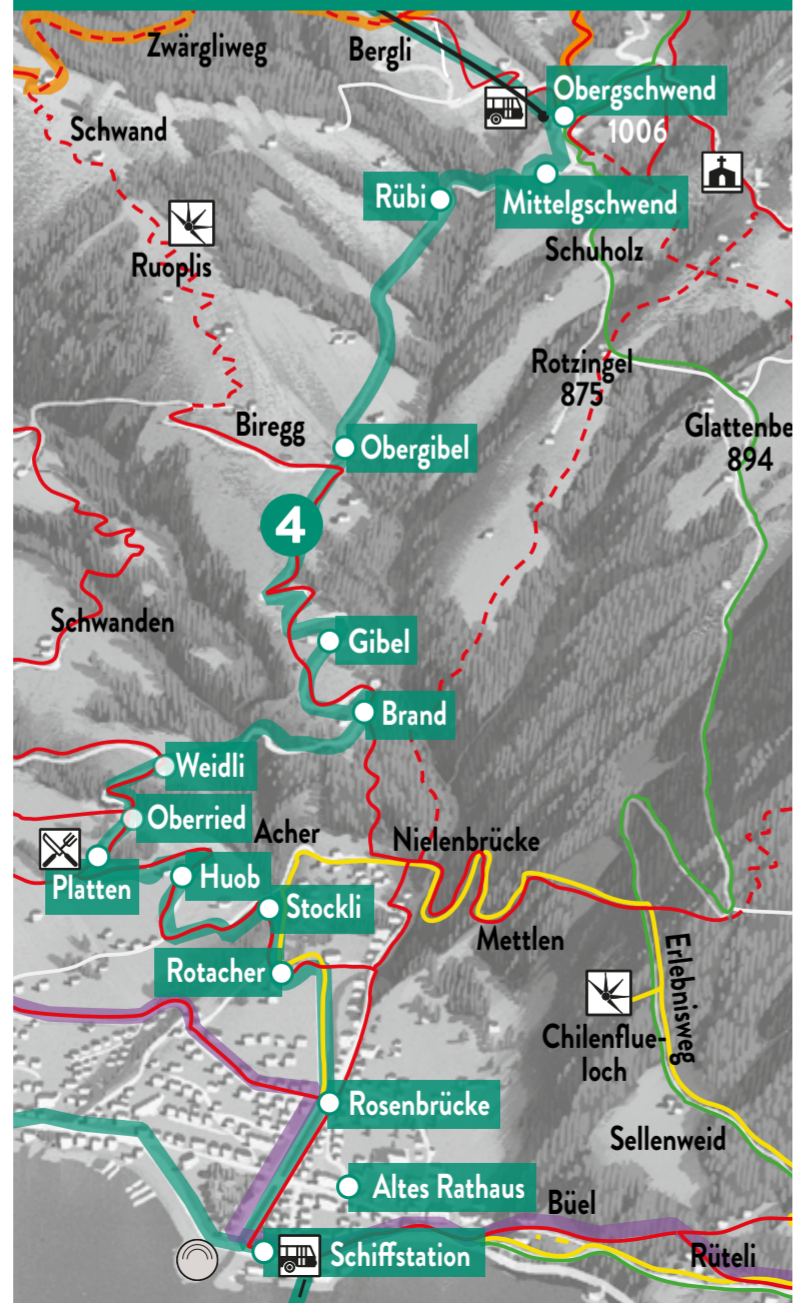 Zwärgliweg
Bergli
Obergschwend
1006
Schwand
Rübi
Mittelgschwend
Ruoplis
Schuholz
Rotzingel
875
Biregg
Obergibel
Glattenbe
894
4
Schwanden
Gibel
Brand
Weidli
Oberried
Acher
Nielenbrücke
Platten
Huob
Stockli
Mettlen
Rotacher
Erlebnisweg
Chilenflue-
loch
Rosenbrücke
Sellenweid
Altes Rathaus
Büel
Schiffstation
Rüteli